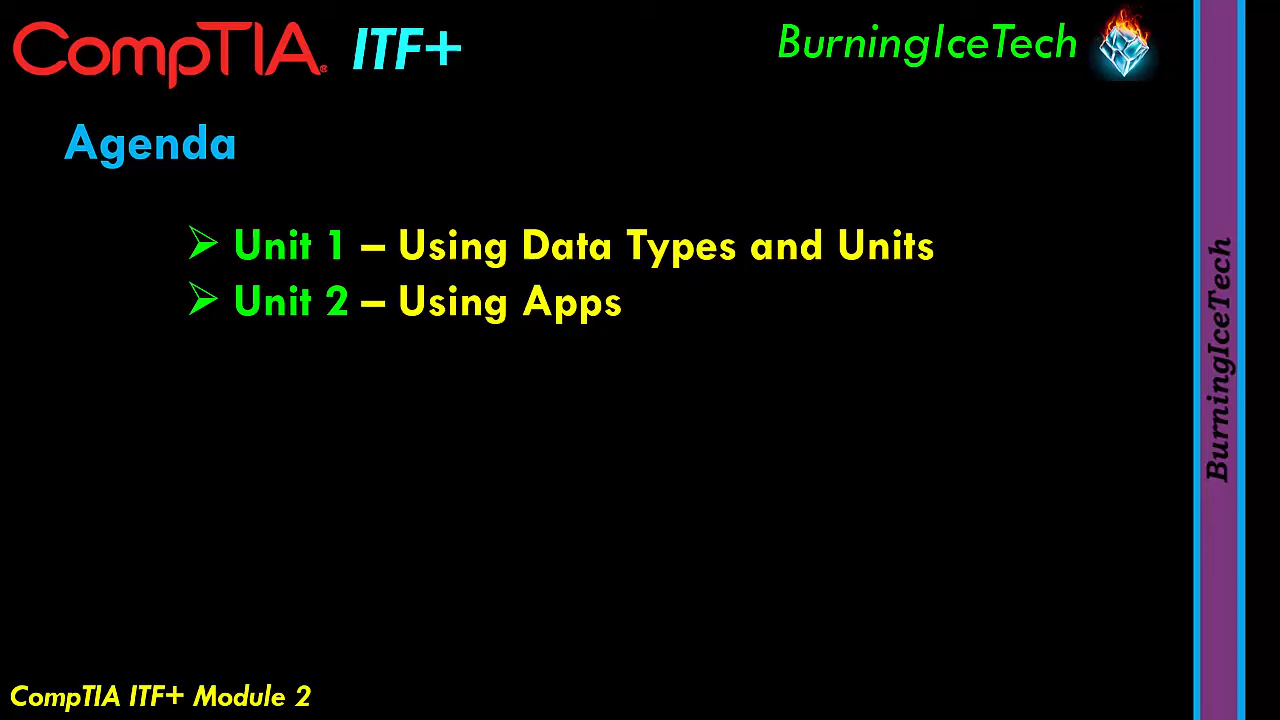 CompTIA® ITF+
BurningIceTech
Agenda
➢ Unit 1 – Using Data Types and Units
➢ Unit 2 – Using Apps
BurningIceTech
CompTIA ITF+ Module 2